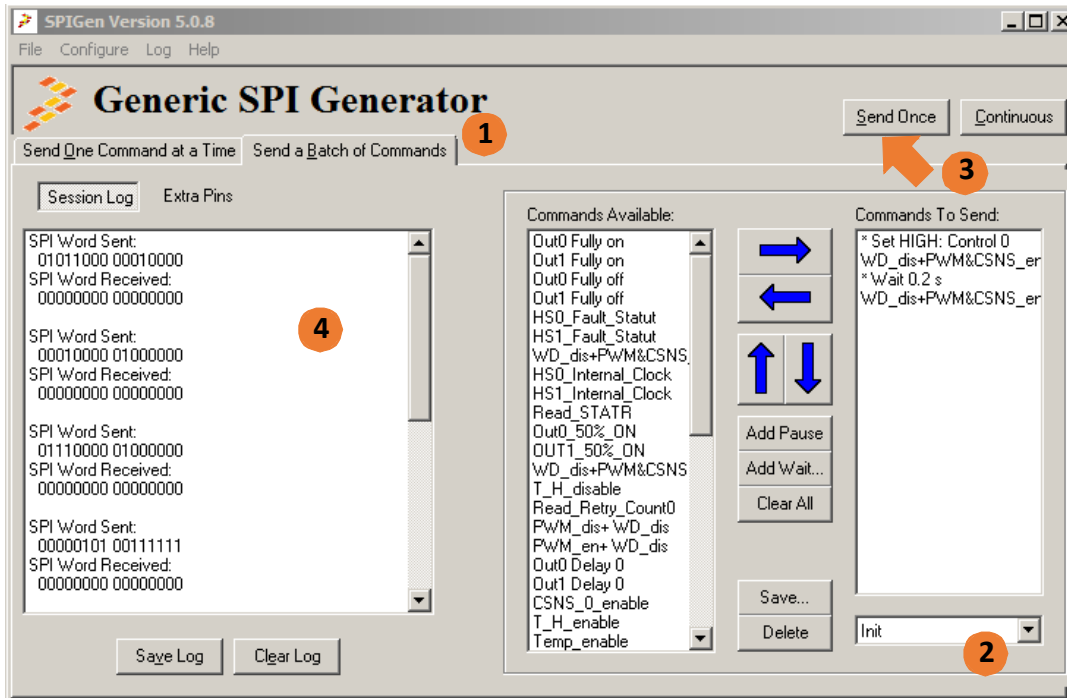 SPIGen Version 5.0.8
File Configure Log Help
Generic SPI Generator
Send Once
Continuous
1
3
Send One Command at a Time
Send a Batch of Commands
Session Log
Extra Pins
SPI Word Sent:
01011000 00010000
SPI Word Received:
00000000 00000000
SPI Word Sent:
00010000 01000000
SPI Word Received:
00000000 00000000
SPI Word Sent:
01110000 01000000
SPI Word Received:
00000000 00000000
SPI Word Sent:
00000101 00111111
SPI Word Received:
00000000 00000000
4
Save Log
Clear Log
Commands Available:
Out0 Fully on
Out1 Fully on
Out0 Fully off
Out1 Fully off
HS0_Fault_Statut
HS1_Fault_Statut
WD_dis+PWM&CSNS_
HS0_Internal_Clock
HS1_Internal_Clock
Read_STATR
Out0_50%_ON
OUT1_50%_ON
WD_dis+PWM&CSNS
T_H_disable
Read_Retry_Count0
PWM_dis+ WD_dis
PWM_en+ WD_dis
Out0 Delay 0
Out1 Delay 0
CSNS_0_enable
T_H_enable
Temp_enable
Add Pause
Add Wait...
Clear All
Save...
Delete
Commands To Send:
* Set HIGH: Control 0
WD_dis+PWM&CSNS_er
* Wait 0.2 s
WD_dis+PWM&CSNS_er
Init
2